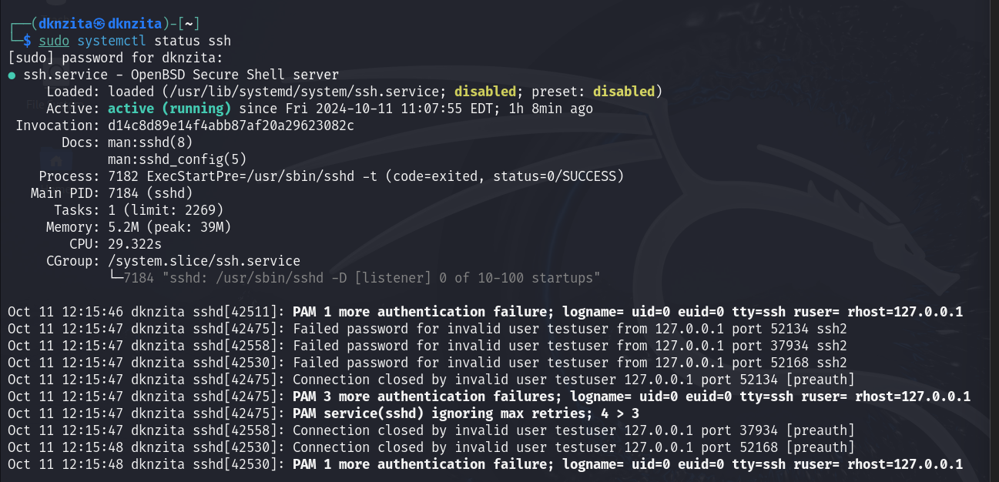 ┌──(dknzita㉿dknzita)-[~]
└─$ sudo systemctl status ssh
[sudo] password for dknzita:
● ssh.service - OpenBSD Secure Shell server
     Loaded: loaded (/usr/lib/systemd/system/ssh.service; disabled; preset: disabled)
     Active: active (running) since Fri 2024-10-11 11:07:55 EDT; 1h 8min ago
 Invocation: d14c8d89e14f4abb87af20a29623082c
       Docs: man:sshd(8)
             man:sshd_config(5)
    Process: 7182 ExecStartPre=/usr/sbin/sshd -t (code=exited, status=0/SUCCESS)
   Main PID: 7184 (sshd)
      Tasks: 1 (limit: 2269)
     Memory: 5.2M (peak: 39M)
        CPU: 29.322s
     CGroup: /system.slice/ssh.service
             └─7184 "sshd: /usr/sbin/sshd -D [listener] 0 of 10-100 startups"

Oct 11 12:15:46 dknzita sshd[42511]: PAM 1 more authentication failure; logname= uid=0 euid=0 tty=ssh ruser= rhost=127.0.0.1
Oct 11 12:15:47 dknzita sshd[42475]: Failed password for invalid user testuser from 127.0.0.1 port 52134 ssh2
Oct 11 12:15:47 dknzita sshd[42558]: Failed password for invalid user testuser from 127.0.0.1 port 37934 ssh2
Oct 11 12:15:47 dknzita sshd[42530]: Failed password for invalid user testuser from 127.0.0.1 port 52168 ssh2
Oct 11 12:15:47 dknzita sshd[42475]: Connection closed by invalid user testuser 127.0.0.1 port 52134 [preauth]
Oct 11 12:15:47 dknzita sshd[42475]: PAM 3 more authentication failures; logname= uid=0 euid=0 tty=ssh ruser= rhost=127.0.0.1
Oct 11 12:15:47 dknzita sshd[42475]: PAM service(sshd) ignoring max retries; 4 > 3
Oct 11 12:15:47 dknzita sshd[42558]: Connection closed by invalid user testuser 127.0.0.1 port 37934 [preauth]
Oct 11 12:15:48 dknzita sshd[42530]: Connection closed by invalid user testuser 127.0.0.1 port 52168 [preauth]
Oct 11 12:15:48 dknzita sshd[42530]: PAM 1 more authentication failure; logname= uid=0 euid=0 tty=ssh ruser= rhost=127.0.0.1